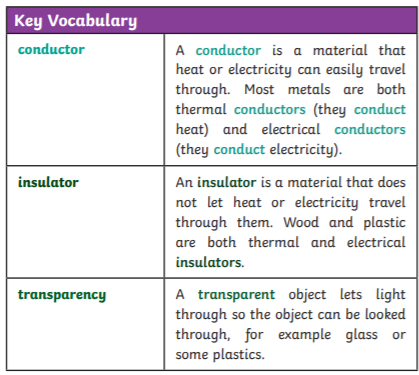 Key Vocabulary
conductor
A conductor is a material that
heat or electricity can easily travel
through. Most metals are both
thermal conductors (they conduct
heat) and electrical conductors
(they conduct electricity).
insulator
An insulator is a material that does
not let heat or electricity travel
through them. Wood and plastic
are both thermal and electrical
insulators.
transparency
A transparent object lets light
through so the object can be looked
through, for example glass or
some plastics.